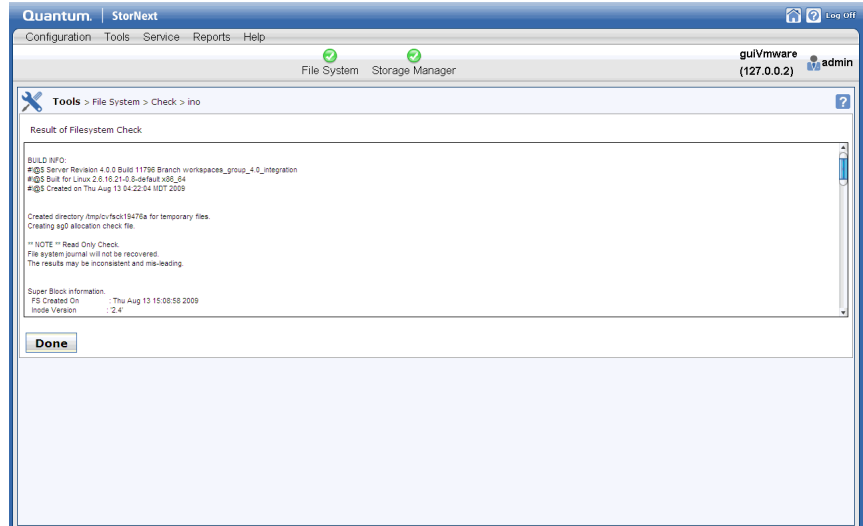 Quantum. | StorNext
Log Off
Configuration Tools Service Reports Help
File System Storage Manager
guiVmware
(127.0.0.2)
admin
Tools > File System > Check > ino
Result of Filesystem Check
BUILD INFO:
#!@$ Server Revision 4.0.0 Build 11796 Branch workspaces_group_4.0_integration
#!@$ Built for Linux 2.6.16.21-0.8-default x86_64
#!@$ Created on Thu Aug 13 04:22:04 MDT 2009
Created directory /tmp/cvfsck19476a for temporary files.
Creating sg0 allocation check file.
** NOTE ** Read Only Check.
File system journal will not be recovered.
The results may be inconsistent and mis-leading.
Super Block information.
FS Created On : Thu Aug 13 15:08:58 2009
Inode Version : '2.4'
Done